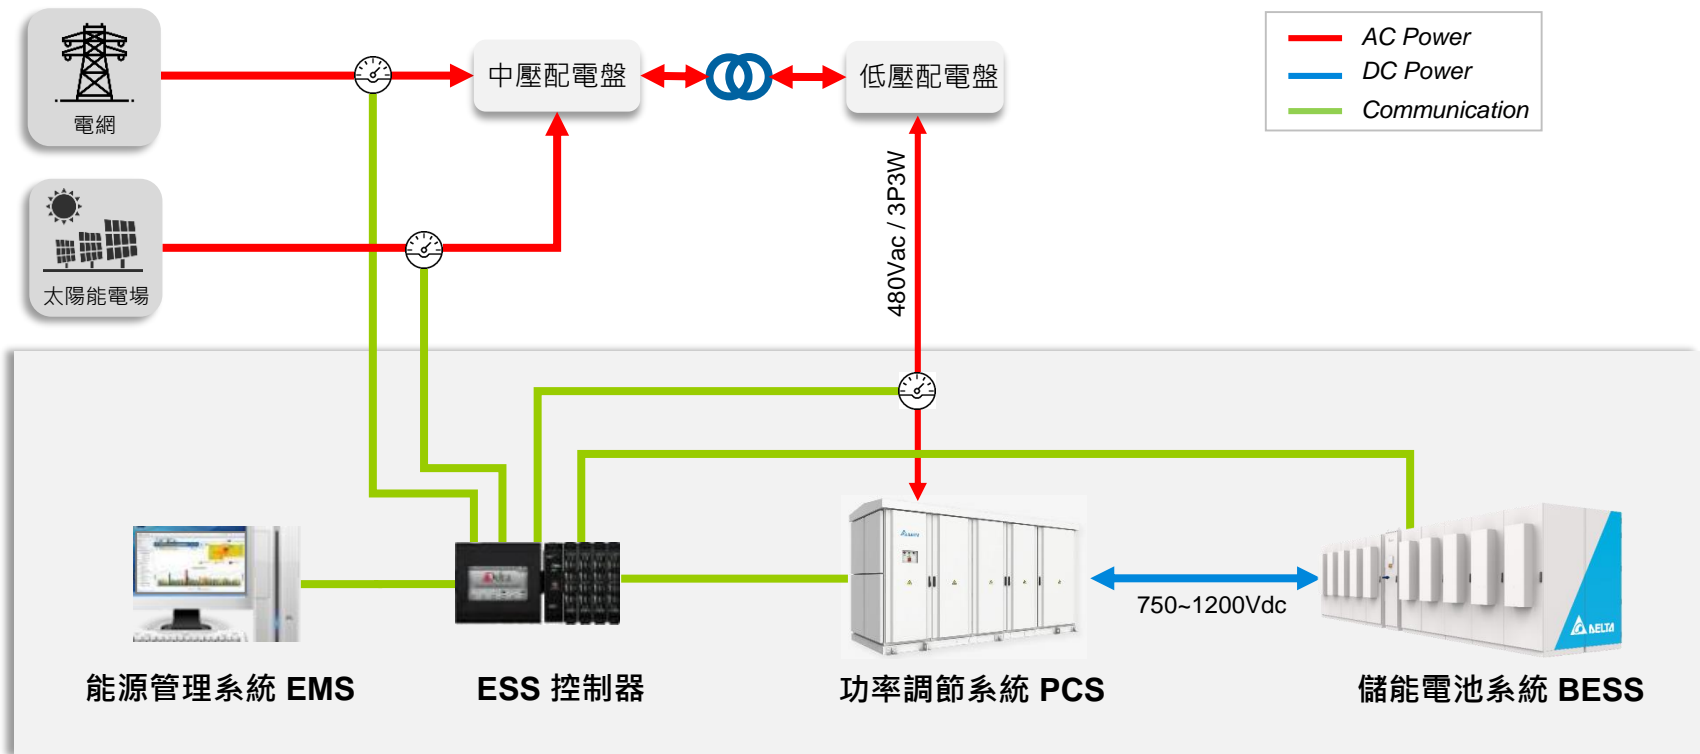 電網
中壓配電盤
低壓配電盤
AC Power
DC Power
Communication
太陽能電場
480Vac / 3P3W
750~1200Vdc
DELTA
能源管理系統 EMS
ESS 控制器
功率調節系統 PCS
儲能電池系統 BESS